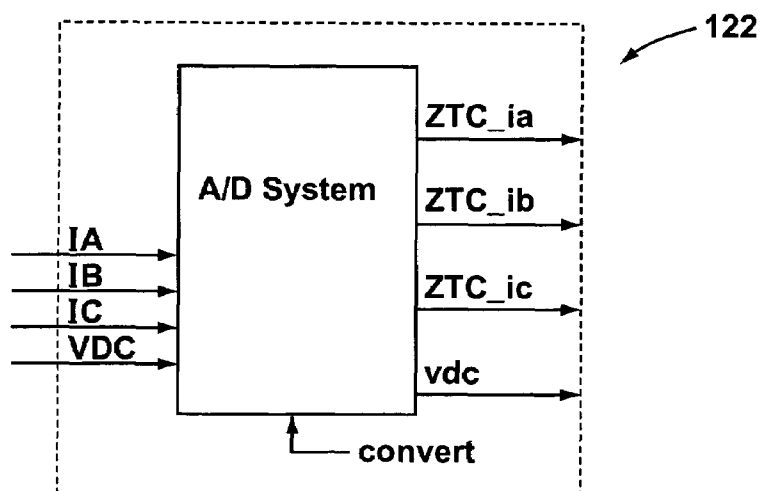 122
ZTC_ia
A/D System
ZTC_ib
IA
IB
ZTC_ic
IC
VDC
vdc
convert